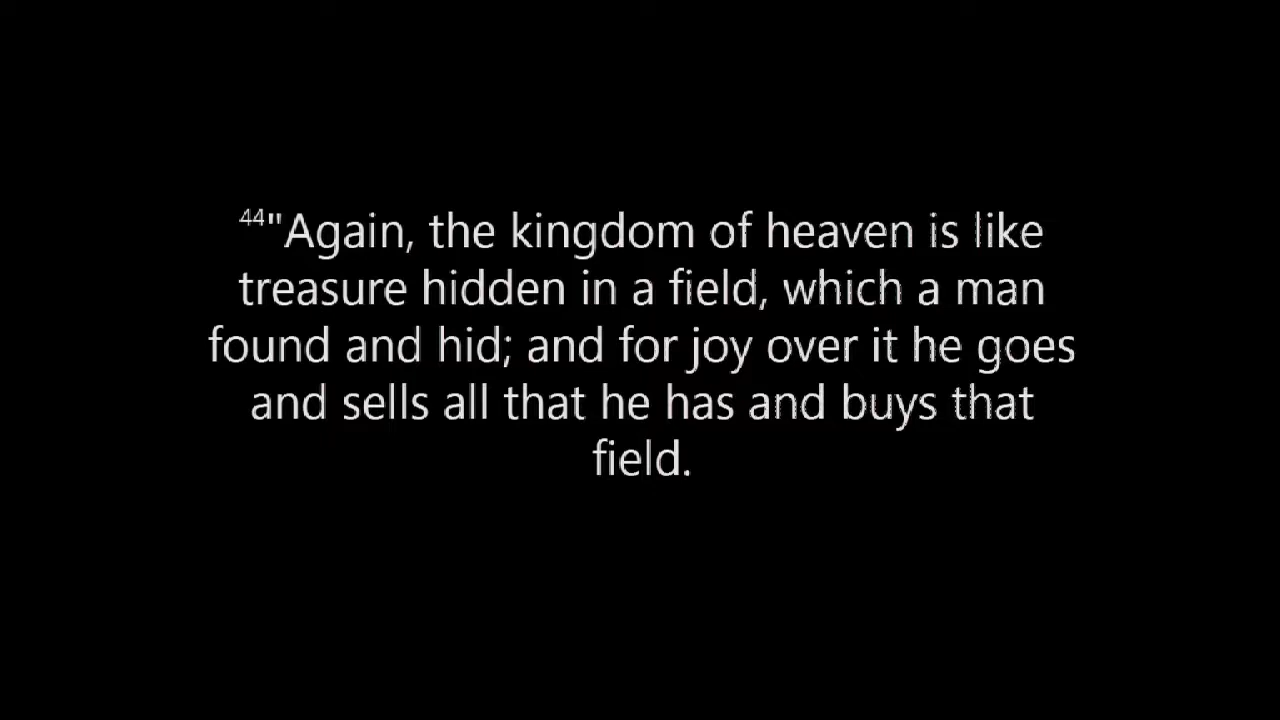 44"Again, the kingdom of heaven is like
treasure hidden in a field, which a man
found and hid; and for joy over it he goes
and sells all that he has and buys that
field.